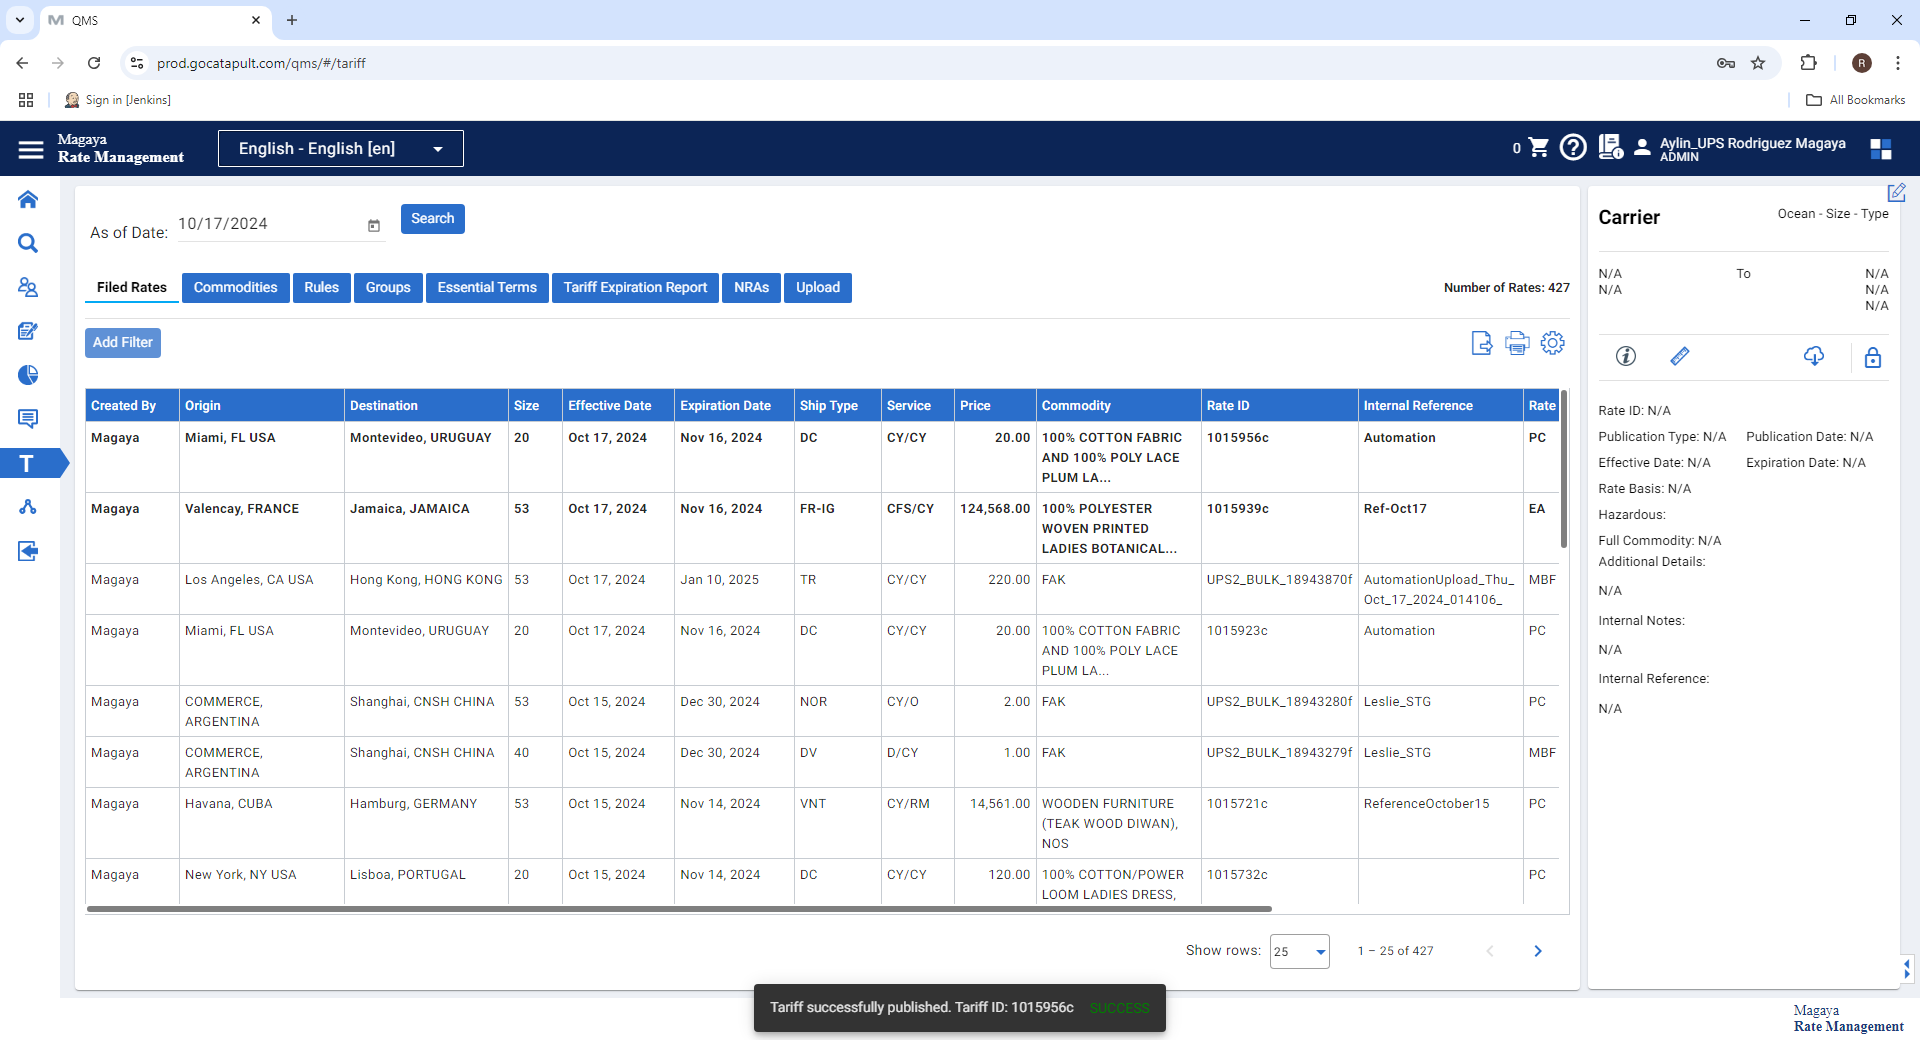 QMS
prod.gocatapult.com/qms/#/tariff
R
Sign in [Jenkins]
All Bookmarks
Magaya
Rate Management
English - English [en]
0
Aylin_UPS Rodriguez Magaya
ADMIN
As of Date: 10/17/2024
Search
Carrier
Ocean - Size - Type
N/A To N/A
N/A N/A
N/A
Filed Rates Commodities Rules Groups Essential Terms Tariff Expiration Report NRAs Upload
Number of Rates: 427
Add Filter
Created By Origin Destination Size Effective Date Expiration Date Ship Type Service Price Commodity Rate ID Internal Reference Rate
Magaya Miami, FL USA Montevideo, URUGUAY 20 Oct 17, 2024 Nov 16, 2024 DC CY/CY 20.00 100% COTTON FABRIC 1015956c Automation PC
AND 100% POLY LACE
PLUM LA...
Magaya Valencay, FRANCE Jamaica, JAMAICA 53 Oct 17, 2024 Nov 16, 2024 FR-IG CFS/CY 124,568.00 100% POLYESTER 1015939c Ref-Oct17 EA
WOVEN PRINTED
LADIES BOTANICAL...
Magaya Los Angeles, CA USA Hong Kong, HONG KONG 53 Oct 17, 2024 Jan 10, 2025 TR CY/CY 220.00 FAK UPS2_BULK_18943870f AutomationUpload_Thu_ MBF
Oct_17_2024_014106_
Magaya Miami, FL USA Montevideo, URUGUAY 20 Oct 17, 2024 Nov 16, 2024 DC CY/CY 20.00 100% COTTON FABRIC 1015923c Automation PC
AND 100% POLY LACE
PLUM LA...
Magaya COMMERCE, Shanghai, CNSH CHINA 53 Oct 15, 2024 Dec 30, 2024 NOR CY/O 2.00 FAK UPS2_BULK_18943280f Leslie_STG PC
ARGENTINA
Magaya COMMERCE, Shanghai, CNSH CHINA 40 Oct 15, 2024 Dec 30, 2024 DV D/CY 1.00 FAK UPS2_BULK_18943279f Leslie_STG MBF
ARGENTINA
Magaya Havana, CUBA Hamburg, GERMANY 53 Oct 15, 2024 Nov 14, 2024 VNT CY/RM 14,561.00 WOODEN FURNITURE 1015721c ReferenceOctober15 PC
(TEAK WOOD DIWAN),
NOS
Magaya New York, NY USA Lisboa, PORTUGAL 20 Oct 15, 2024 Nov 14, 2024 DC CY/CY 120.00 100% COTTON/POWER 1015732c PC
LOOM LADIES DRESS,
Show rows: 25 1 – 25 of 427
Rate ID: N/A
Publication Type: N/A Publication Date: N/A
Effective Date: N/A Expiration Date: N/A
Rate Basis: N/A
Hazardous:
Full Commodity: N/A
Additional Details:
N/A
Internal Notes:
N/A
Internal Reference:
N/A
T
Tariff successfully published. Tariff ID: 1015956c SUCCESS
Magaya
Rate Management